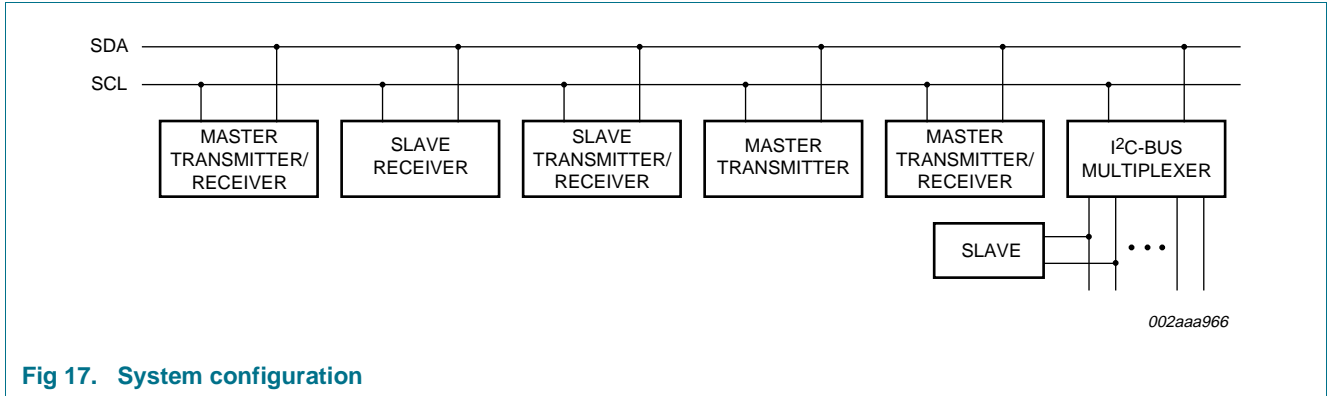 SDA
SCL
MASTER
TRANSMITTER/
RECEIVER
SLAVE
RECEIVER
SLAVE
TRANSMITTER/
RECEIVER
MASTER
TRANSMITTER
MASTER
TRANSMITTER/
RECEIVER
I²C-BUS
MULTIPLEXER
SLAVE
002aaa966
Fig 17. System configuration